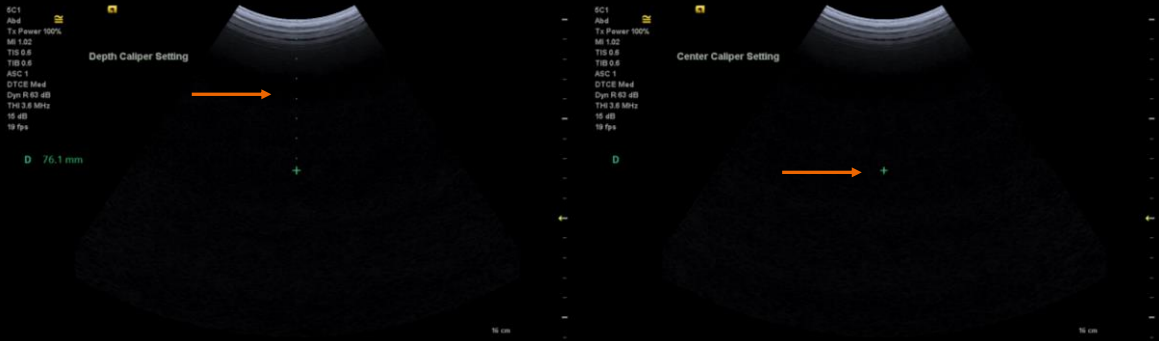 5C1
Abd
Tx Power 100%
MI 1.02
TIS 0.6
TIB 0.6
ASC 1
DTCE Med
Dyn R 63 dB
THI 3.6 MHz
15 dB
19 fps
Depth Caliper Setting
D 76.1 mm
16 cm
5C1
Abd
Tx Power 100%
MI 1.02
TIS 0.6
TIB 0.6
ASC 1
DTCE Med
Dyn R 63 dB
THI 3.6 MHz
15 dB
19 fps
Center Caliper Setting
D
16 cm